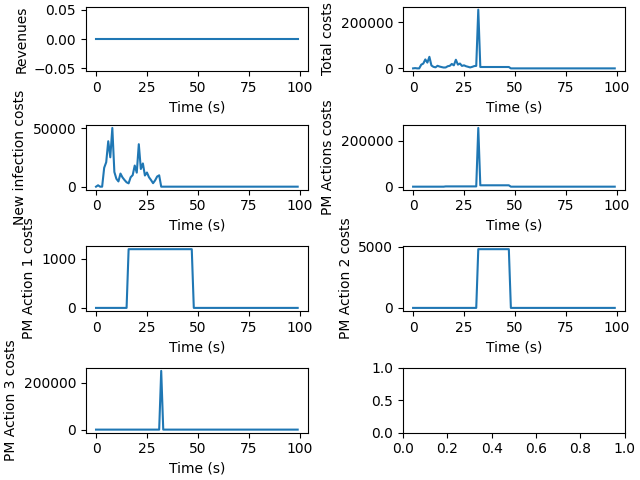 Revenues
0.05
0.00
−0.05
0 25 50 75 100
Time (s)
Total costs
200000
0
0 25 50 75 100
Time (s)
New infection costs
50000
0
0 25 50 75 100
Time (s)
PM Actions costs
200000
0
0 25 50 75 100
Time (s)
PM Action 1 costs
1000
0
0 25 50 75 100
Time (s)
PM Action 2 costs
5000
0
0 25 50 75 100
Time (s)
PM Action 3 costs
200000
0
0 25 50 75 100
Time (s)
1.0
0.5
0.0
0.0 0.2 0.4 0.6 0.8 1.0